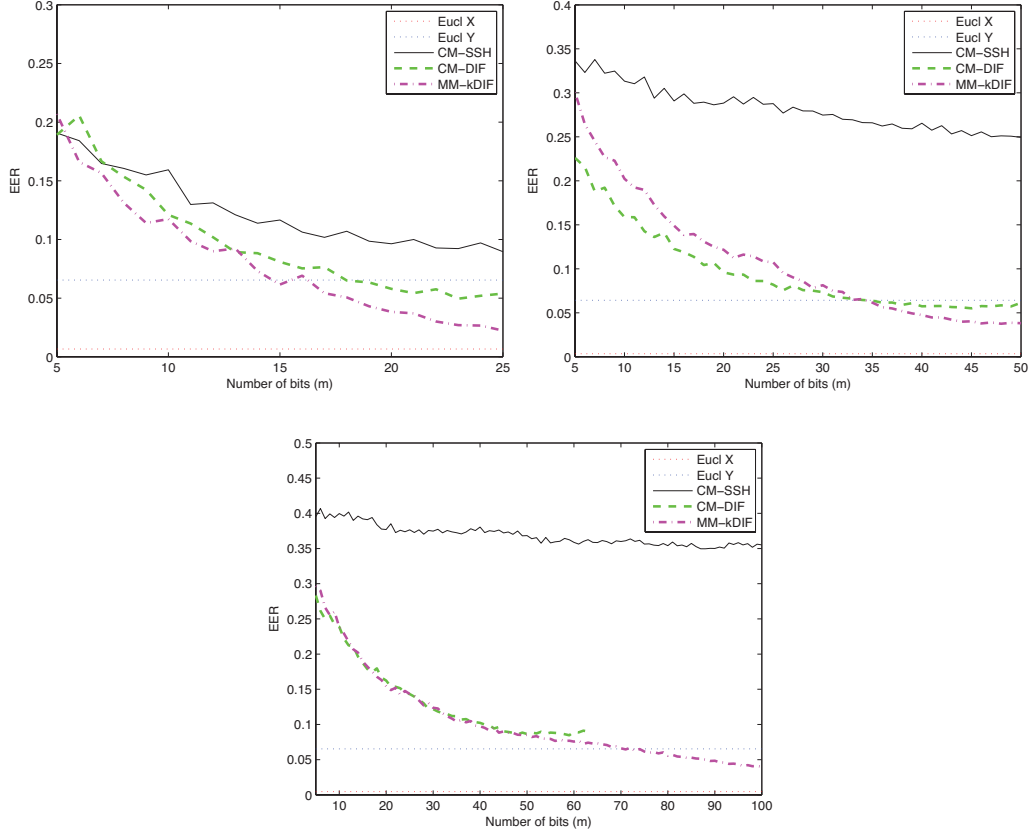 0.3
0.25
0.2
0.15
0.1
0.05
0
EER
5 10 15 20 25
Number of bits (m)
Eucl X
Eucl Y
CM−SSH
CM−DIF
MM−kDIF
0.4
0.35
0.3
0.25
0.2
0.15
0.1
0.05
0
EER
5 10 15 20 25 30 35 40 45 50
Number of bits (m)
Eucl X
Eucl Y
CM−SSH
CM−DIF
MM−kDIF
0.5
0.45
0.4
0.35
0.3
0.25
0.2
0.15
0.1
0.05
0
EER
10 20 30 40 50 60 70 80 90 100
Number of bits (m)
Eucl X
Eucl Y
CM−SSH
CM−DIF
MM−kDIF